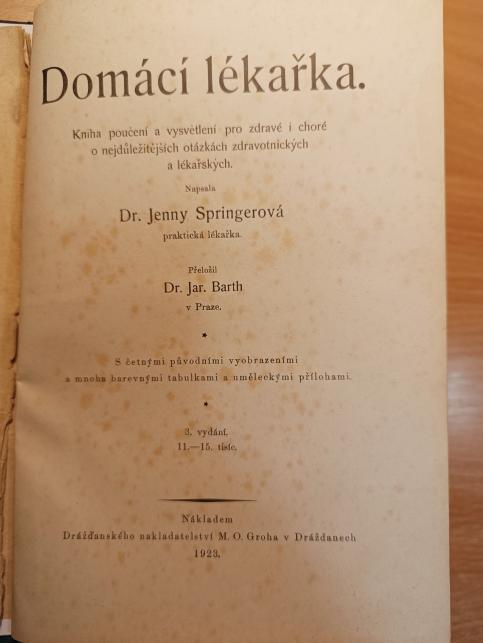 Domácí lékařka.
Kniha poučení a vysvětlení pro zdravé i choré
o nejdůležitějších otázkách zdravotnických
a lékařských.
Napsala
Dr. Jenny Springerová
praktická lékařka.
Přeložil
Dr. Jar. Barth
v Praze.
*
S četnými původními vyobrazeními
a mnoha barevnými tabulkami a uměleckými přílohami.
*
3. vydání.
11.—15. tisíc.
Nákladem
Drážďanského nakladatelství M. O. Groha v Drážďanech
1923.